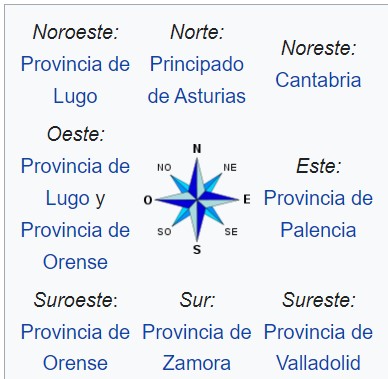 Noroeste:
Provincia de
Lugo
Norte:
Principado
de Asturias
Noreste:
Cantabria
Oeste:
Provincia de
Lugo y
Provincia de
Orense
N
NO
NE
O
E
SO
SE
S
Este:
Provincia de
Palencia
Suroeste:
Provincia de
Orense
Sur:
Provincia de
Zamora
Sureste:
Provincia de
Valladolid